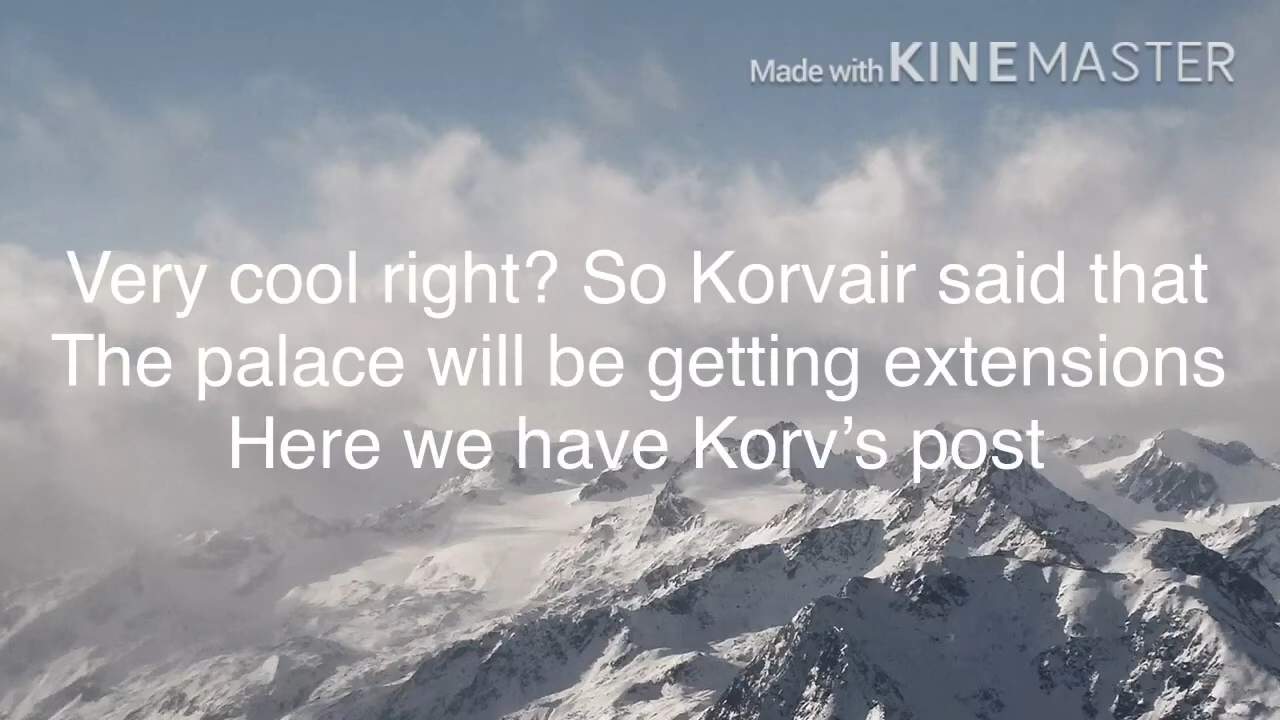 Made with KINEMASTER
Very cool right? So Korvair said that
The palace will be getting extensions
Here we have Korv’s post